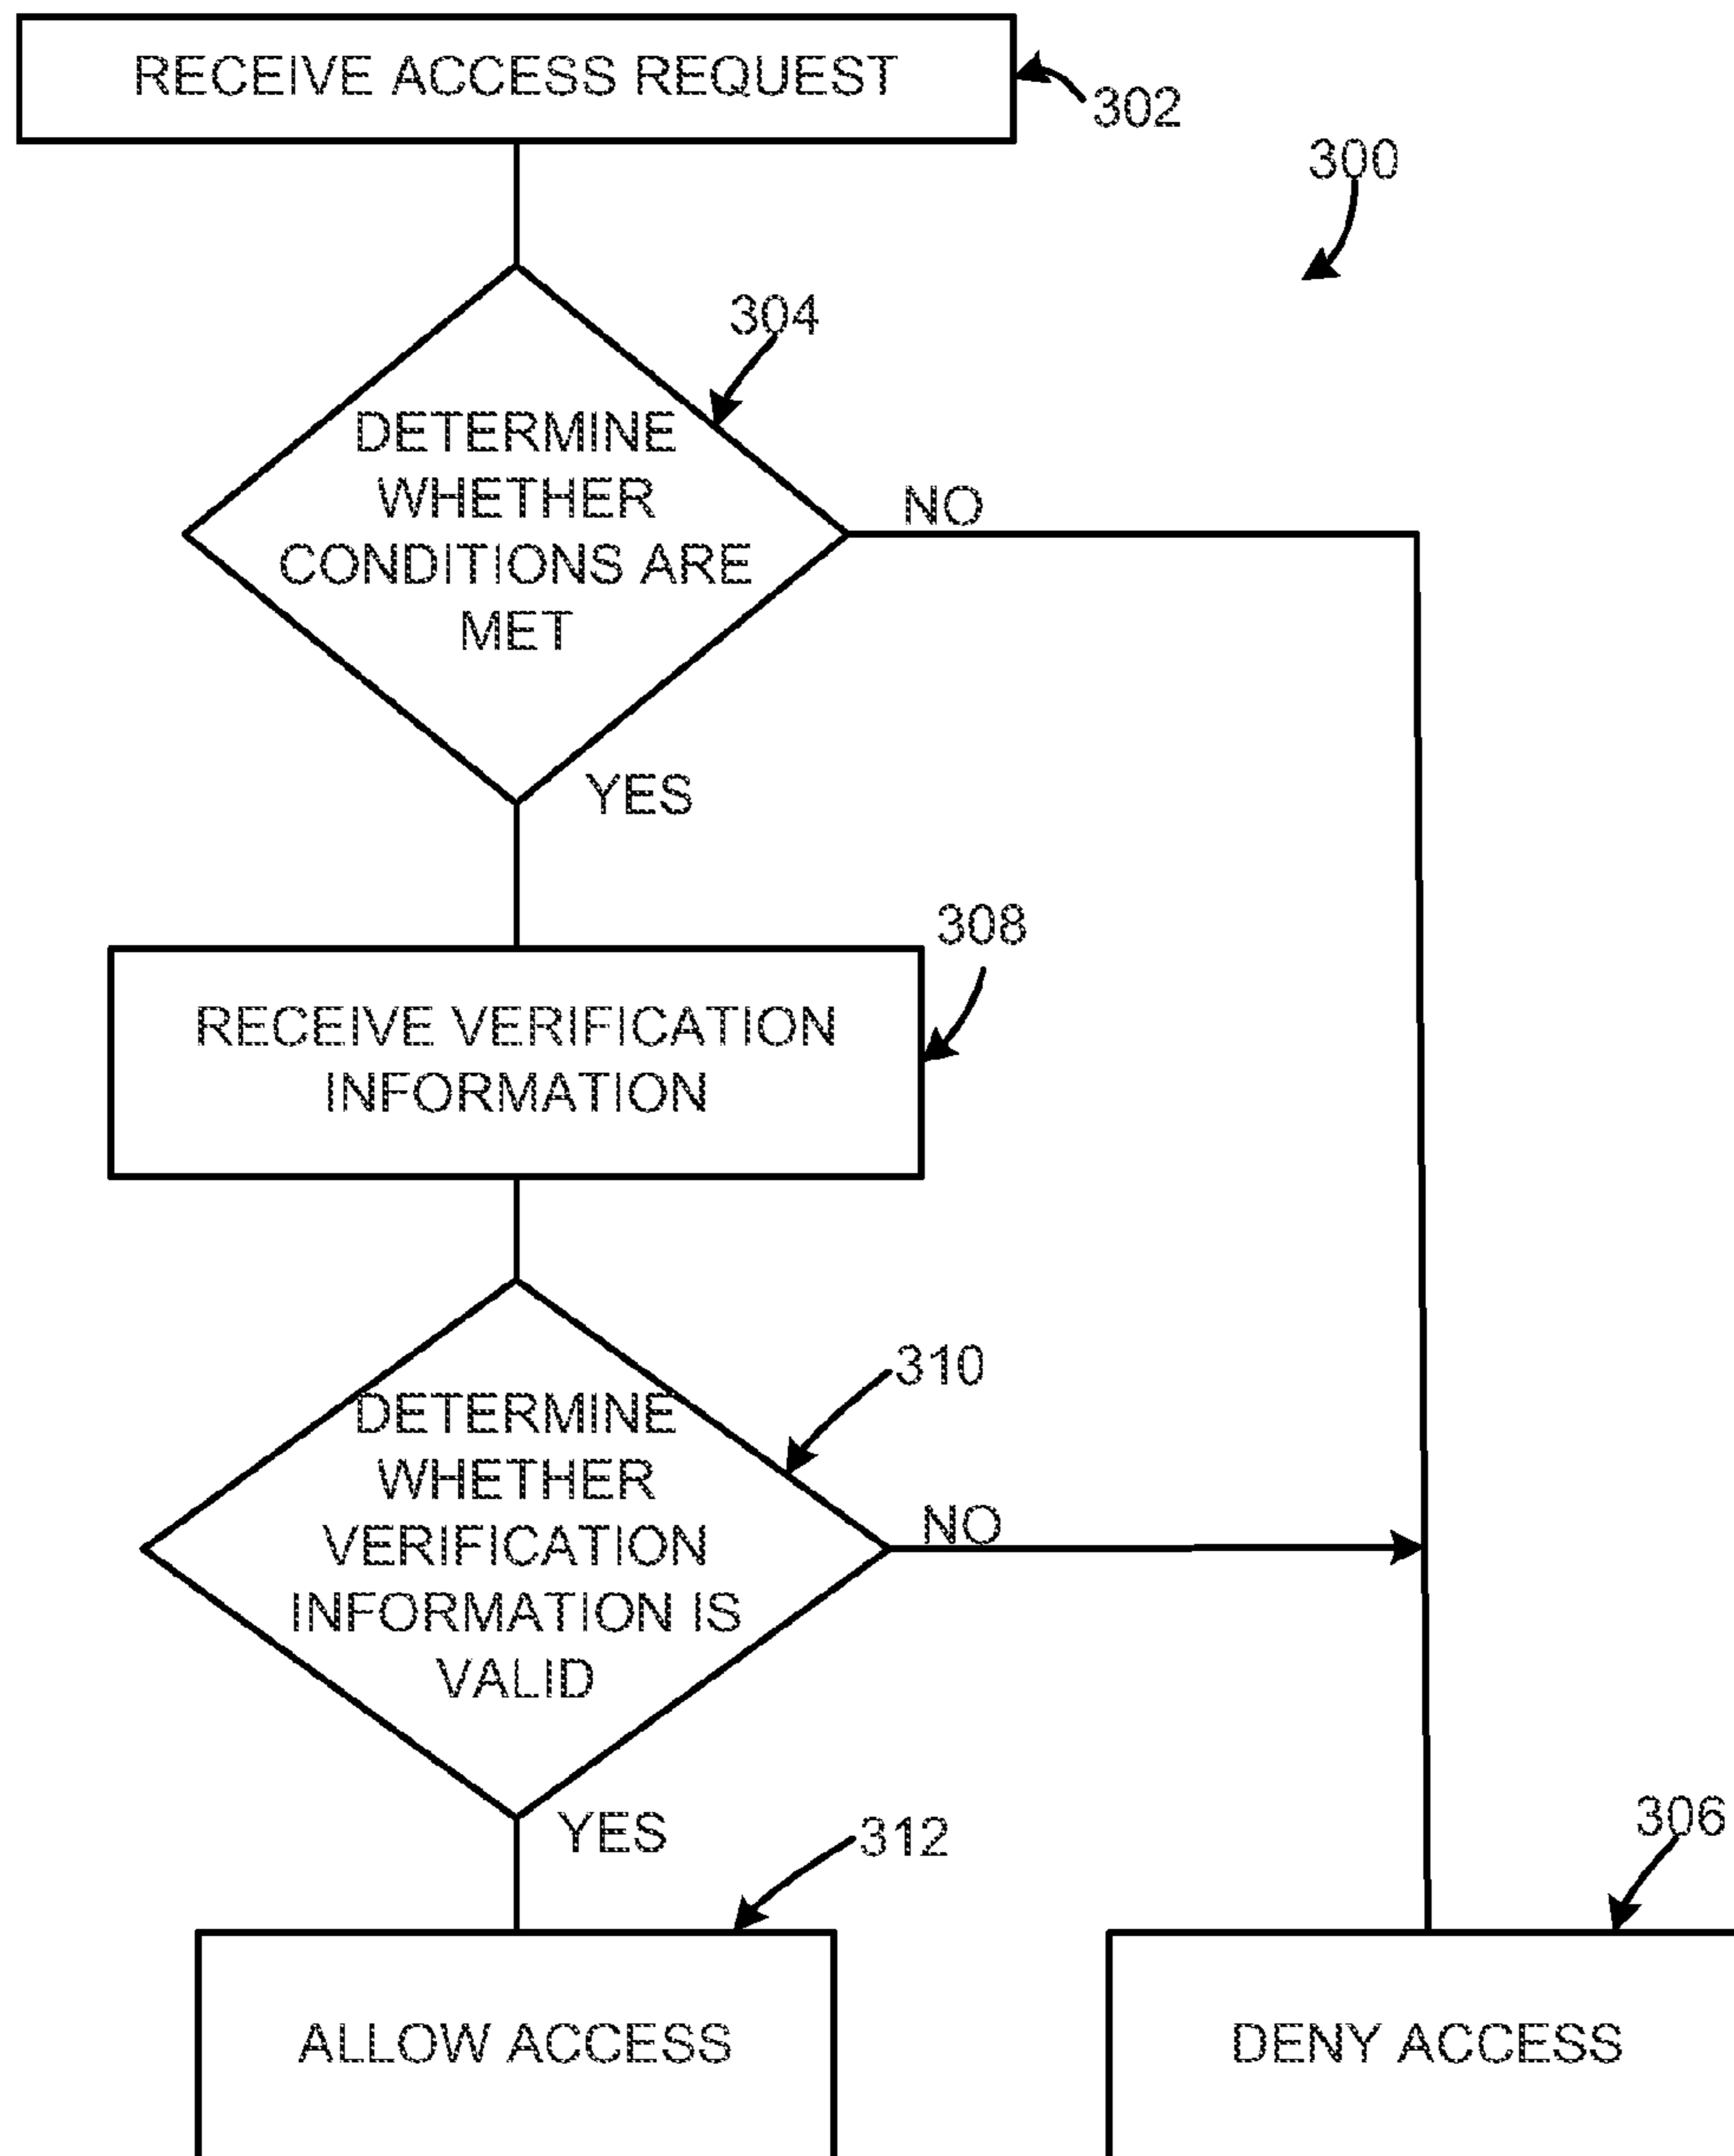 RECEIVE ACCESS REQUEST
302
300
304
DETERMINE
WHETHER
CONDITIONS ARE
MET
NO
YES
308
RECEIVE VERIFICATION
INFORMATION
310
DETERMINE
WHETHER
VERIFICATION
INFORMATION IS
VALID
NO
YES
312
306
ALLOW ACCESS
DENY ACCESS